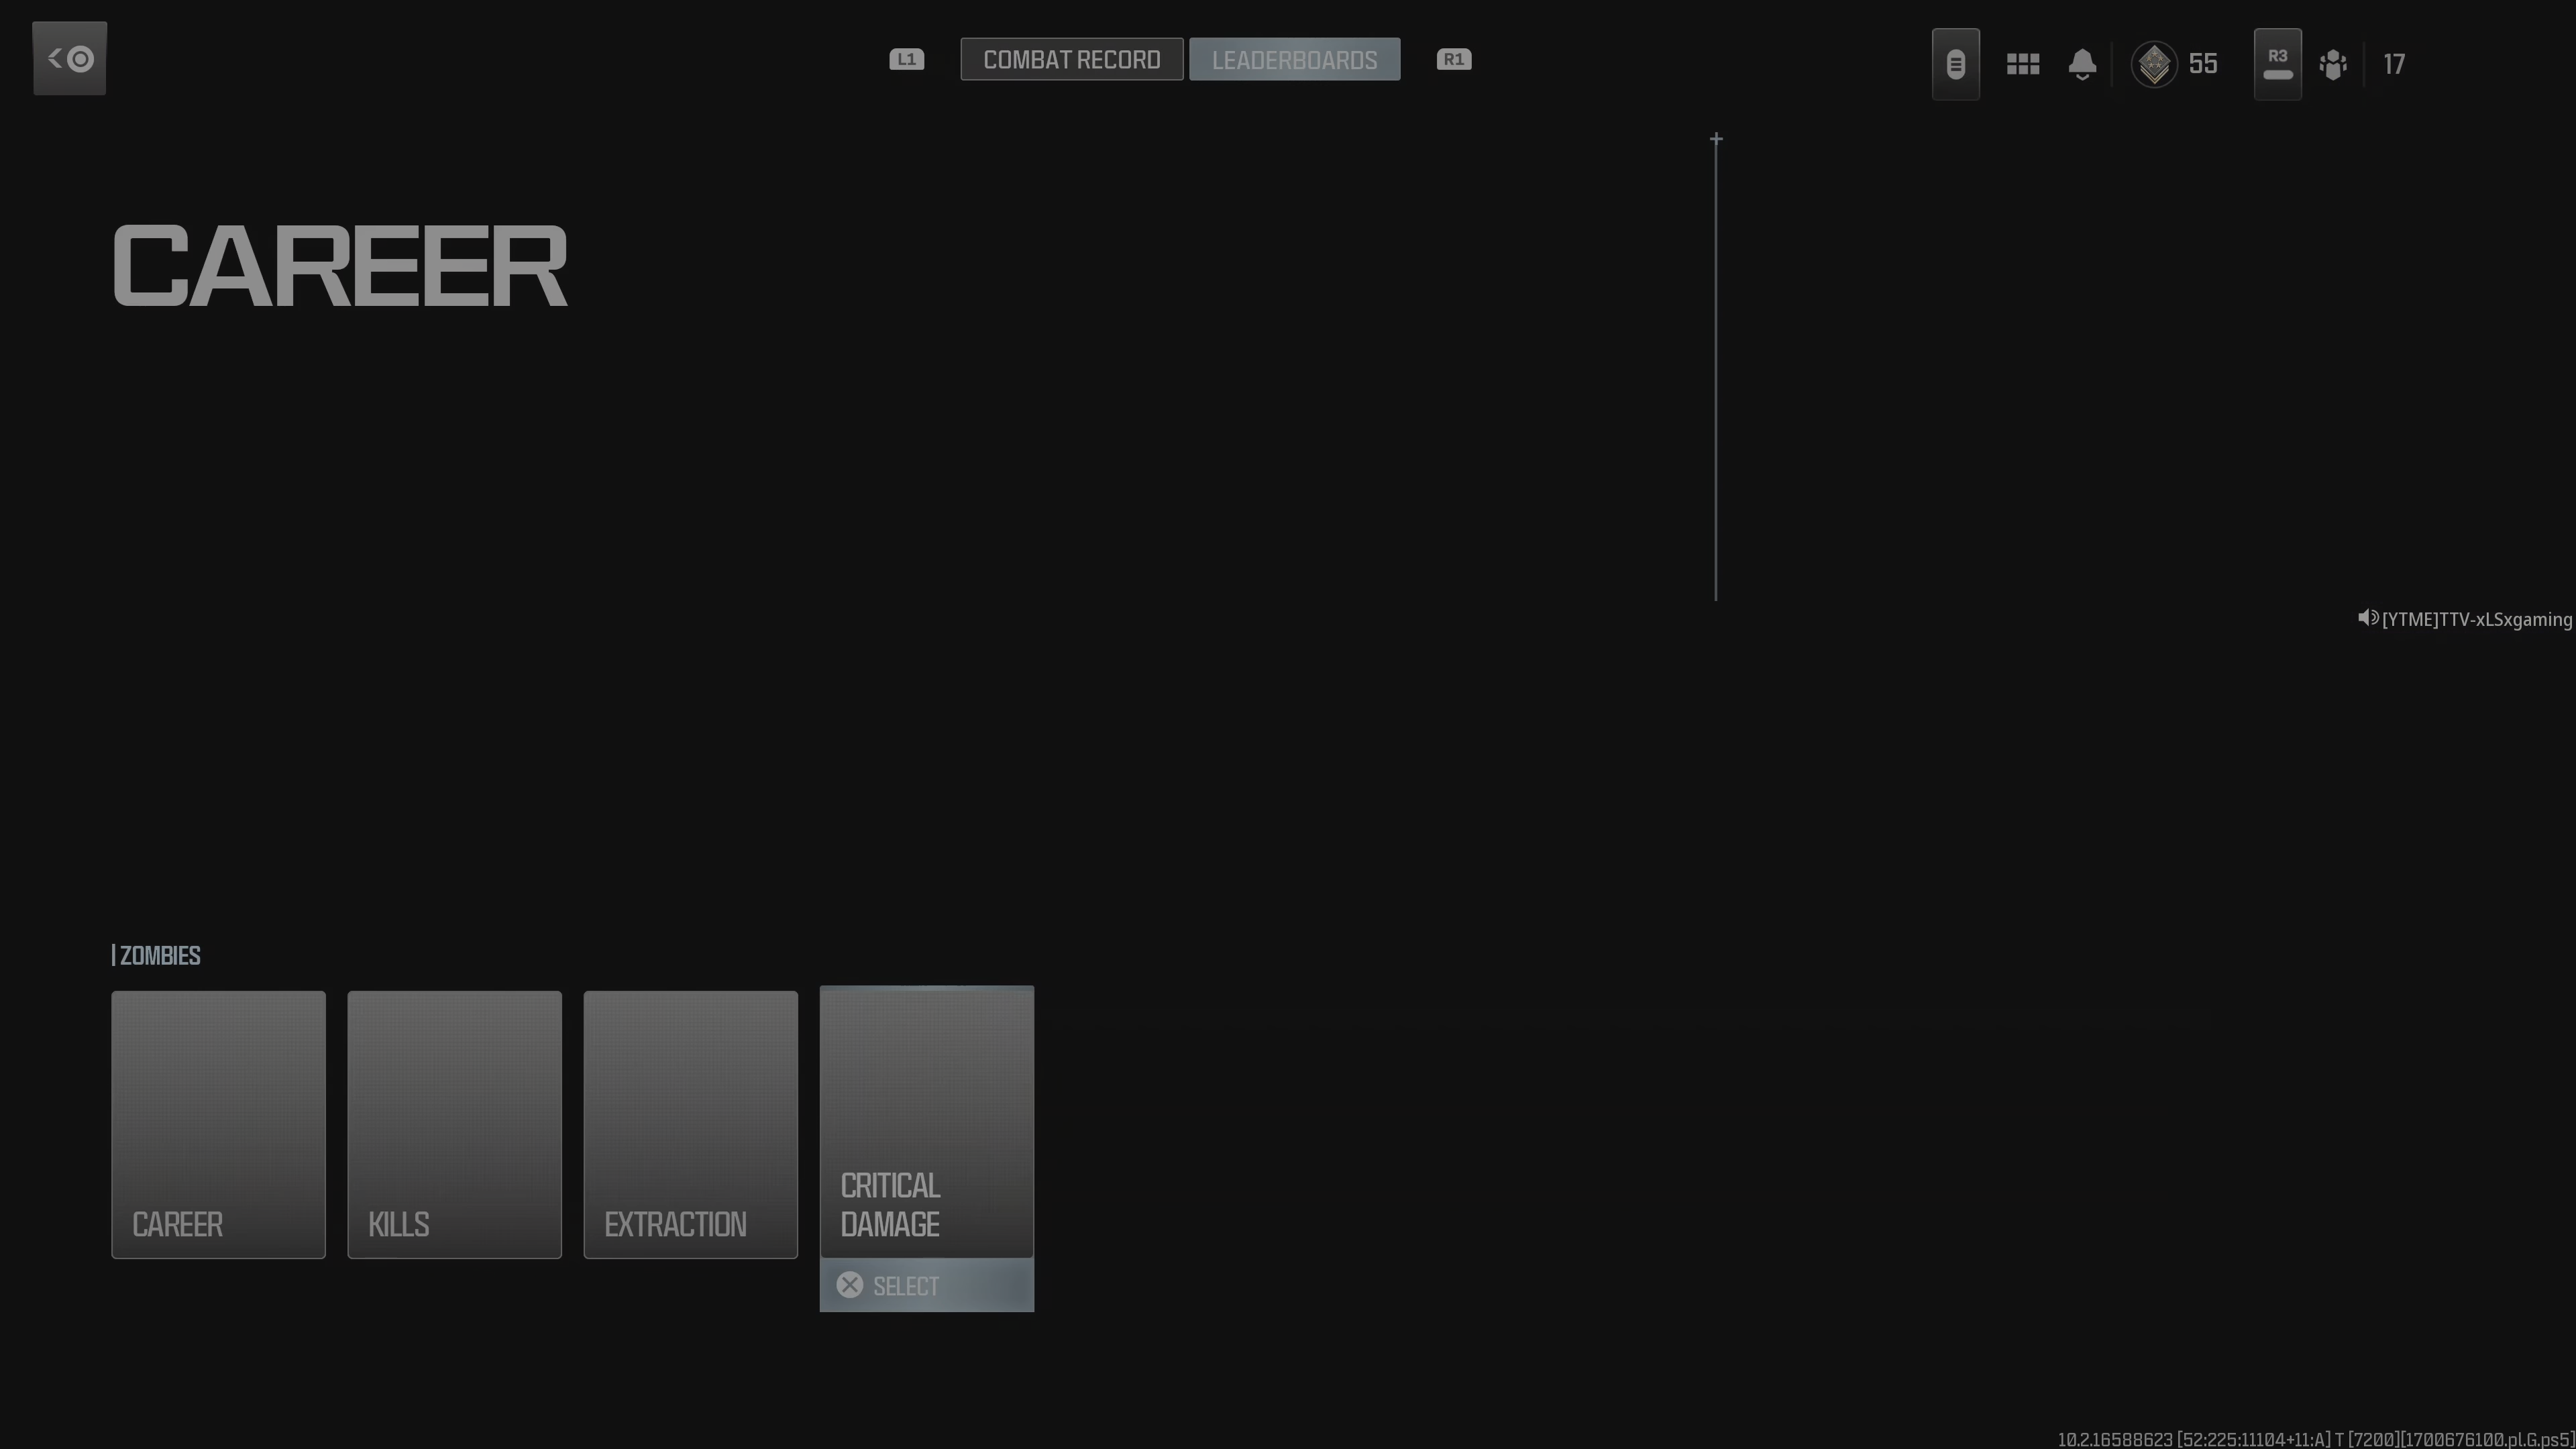 L1 COMBAT RECORD LEADERBOARDS R1 55 R3 17
CAREER
[YTME]TTV-xLSxgaming
ZOMBIES
CAREER
KILLS
EXTRACTION
CRITICAL
DAMAGE
SELECT
10.2.16588623 [52:225:11104+11:A] T [7200][1700676100.pl.G.ps5]